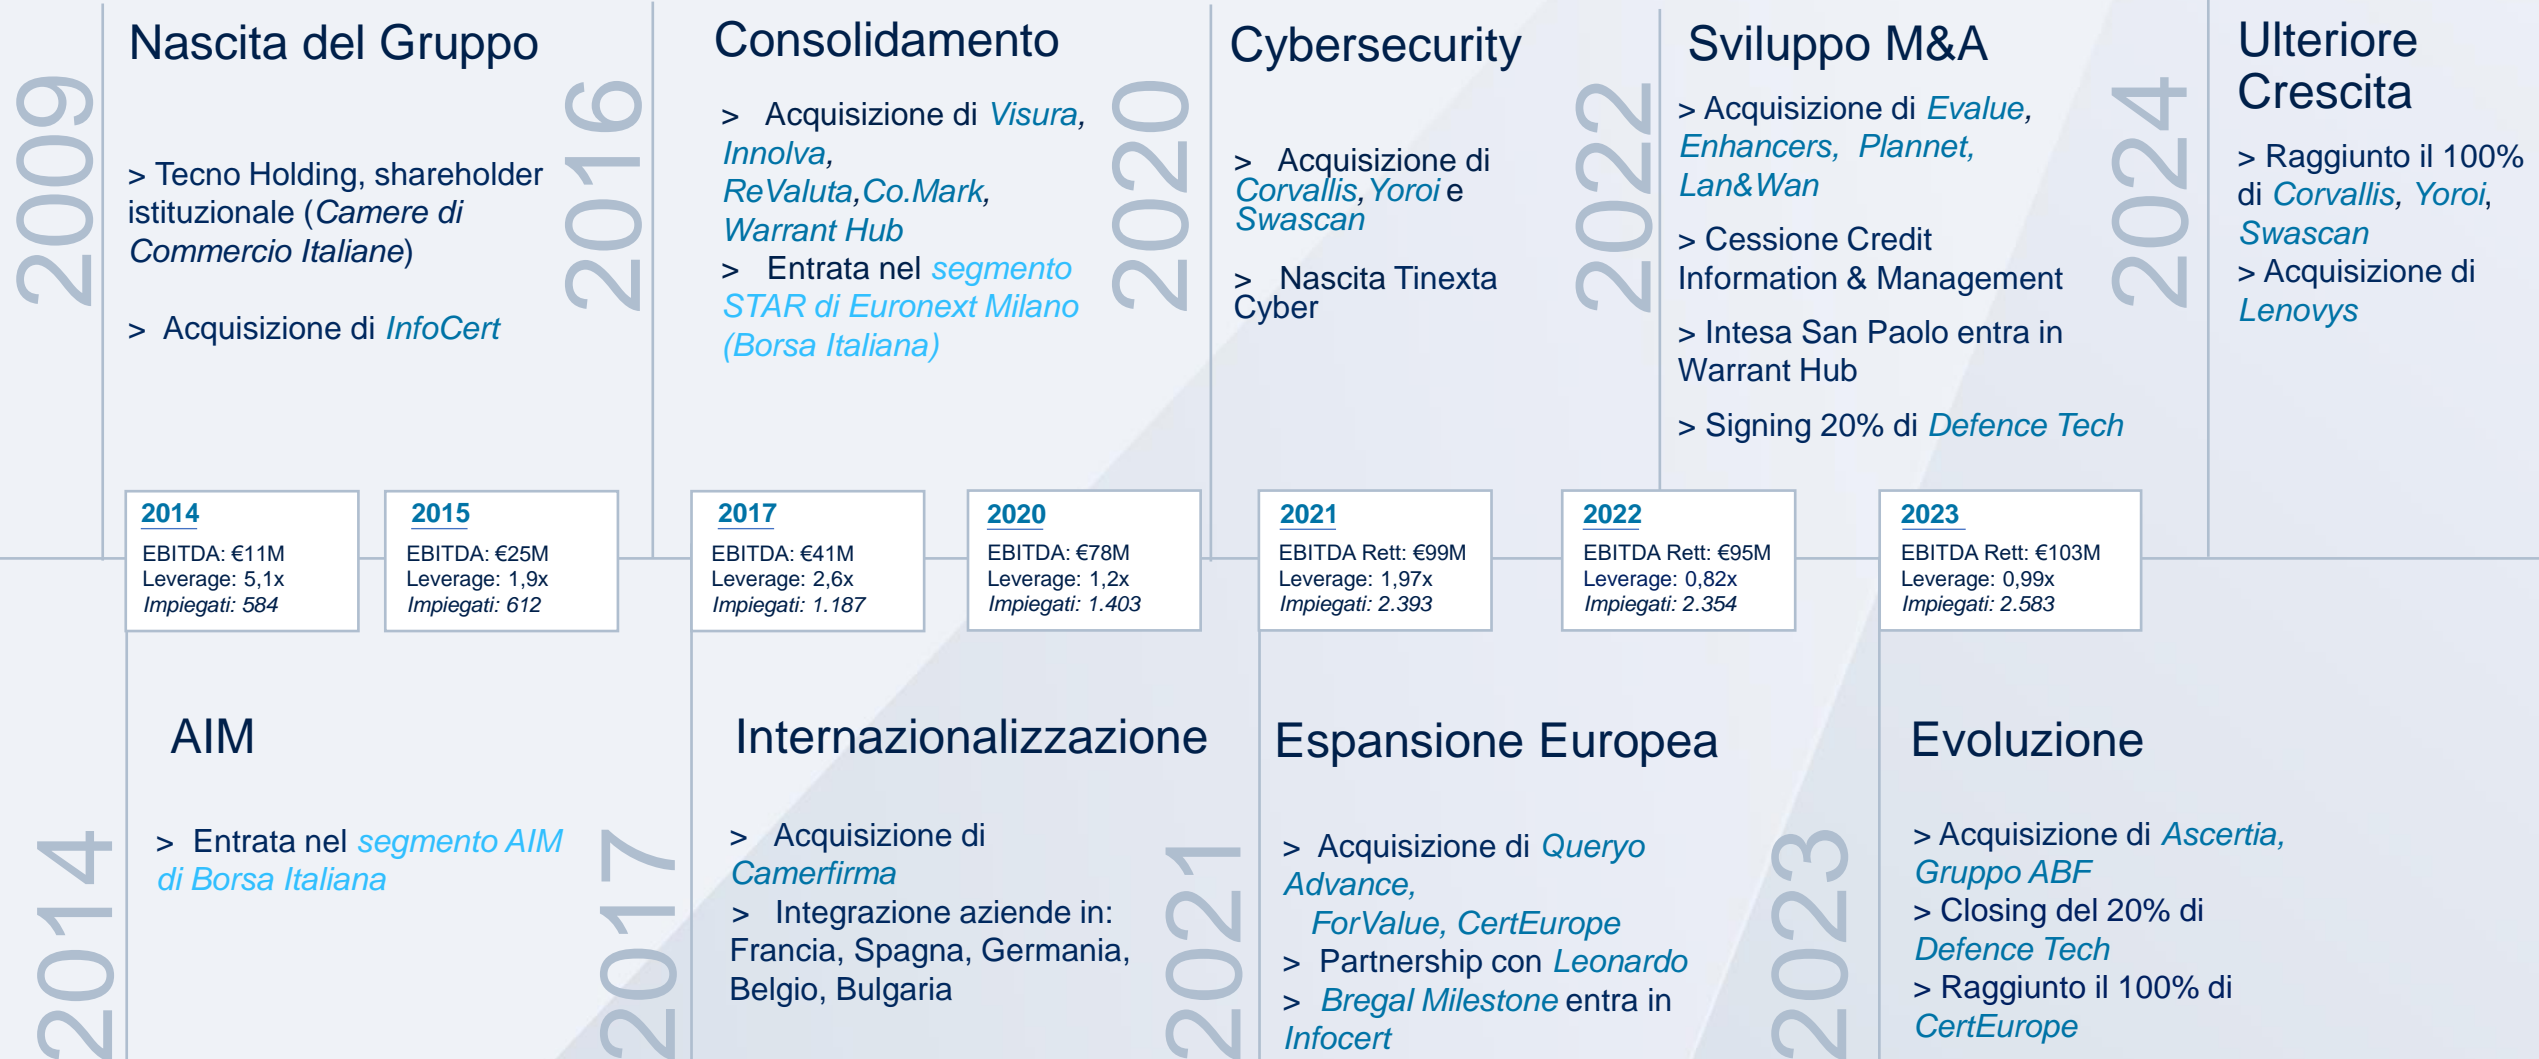 2009
Nascita del Gruppo
> Tecno Holding, shareholder
istituzionale (Camere di
Commercio Italiane)
> Acquisizione di InfoCert
2016
Consolidamento
> Acquisizione di Visura,
Innolva,
ReValuta,Co.Mark,
Warrant Hub
> Entrata nel segmento
STAR di Euronext Milano
(Borsa Italiana)
2020
Cybersecurity
> Acquisizione di
Corvallis,Yoroi e
Swascan
> Nascita Tinexta
Cyber
2022
Sviluppo M&A
> Acquisizione di Evalue,
Enhancers, Plannet,
Lan&Wan
> Cessione Credit
Information & Management
> Intesa San Paolo entra in
Warrant Hub
> Signing 20% di Defence Tech
2024
Ulteriore
Crescita
> Raggiunto il 100%
di Corvallis, Yoroi,
Swascan
> Acquisizione di
Lenovys
2014
EBITDA: €11M
Leverage: 5,1x
Impiegati: 584
2015
EBITDA: €25M
Leverage: 1,9x
Impiegati: 612
2017
EBITDA: €41M
Leverage: 2,6x
Impiegati: 1.187
2020
EBITDA: €78M
Leverage: 1,2x
Impiegati: 1.403
2021
EBITDA Rett: €99M
Leverage: 1,97x
Impiegati: 2.393
2022
EBITDA Rett: €95M
Leverage: 0,82x
Impiegati: 2.354
2023
EBITDA Rett: €103M
Leverage: 0,99x
Impiegati: 2.583
2014
AIM
> Entrata nel segmento AIM
di Borsa Italiana
2017
Internazionalizzazione
> Acquisizione di
Camerfirma
> Integrazione aziende in:
Francia, Spagna, Germania,
Belgio, Bulgaria
2021
Espansione Europea
> Acquisizione di Queryo
Advance,
ForValue, CertEurope
> Partnership con Leonardo
> Bregal Milestone entra in
Infocert
2023
Evoluzione
> Acquisizione di Ascertia,
Gruppo ABF
> Closing del 20% di
Defence Tech
> Raggiunto il 100% di
CertEurope